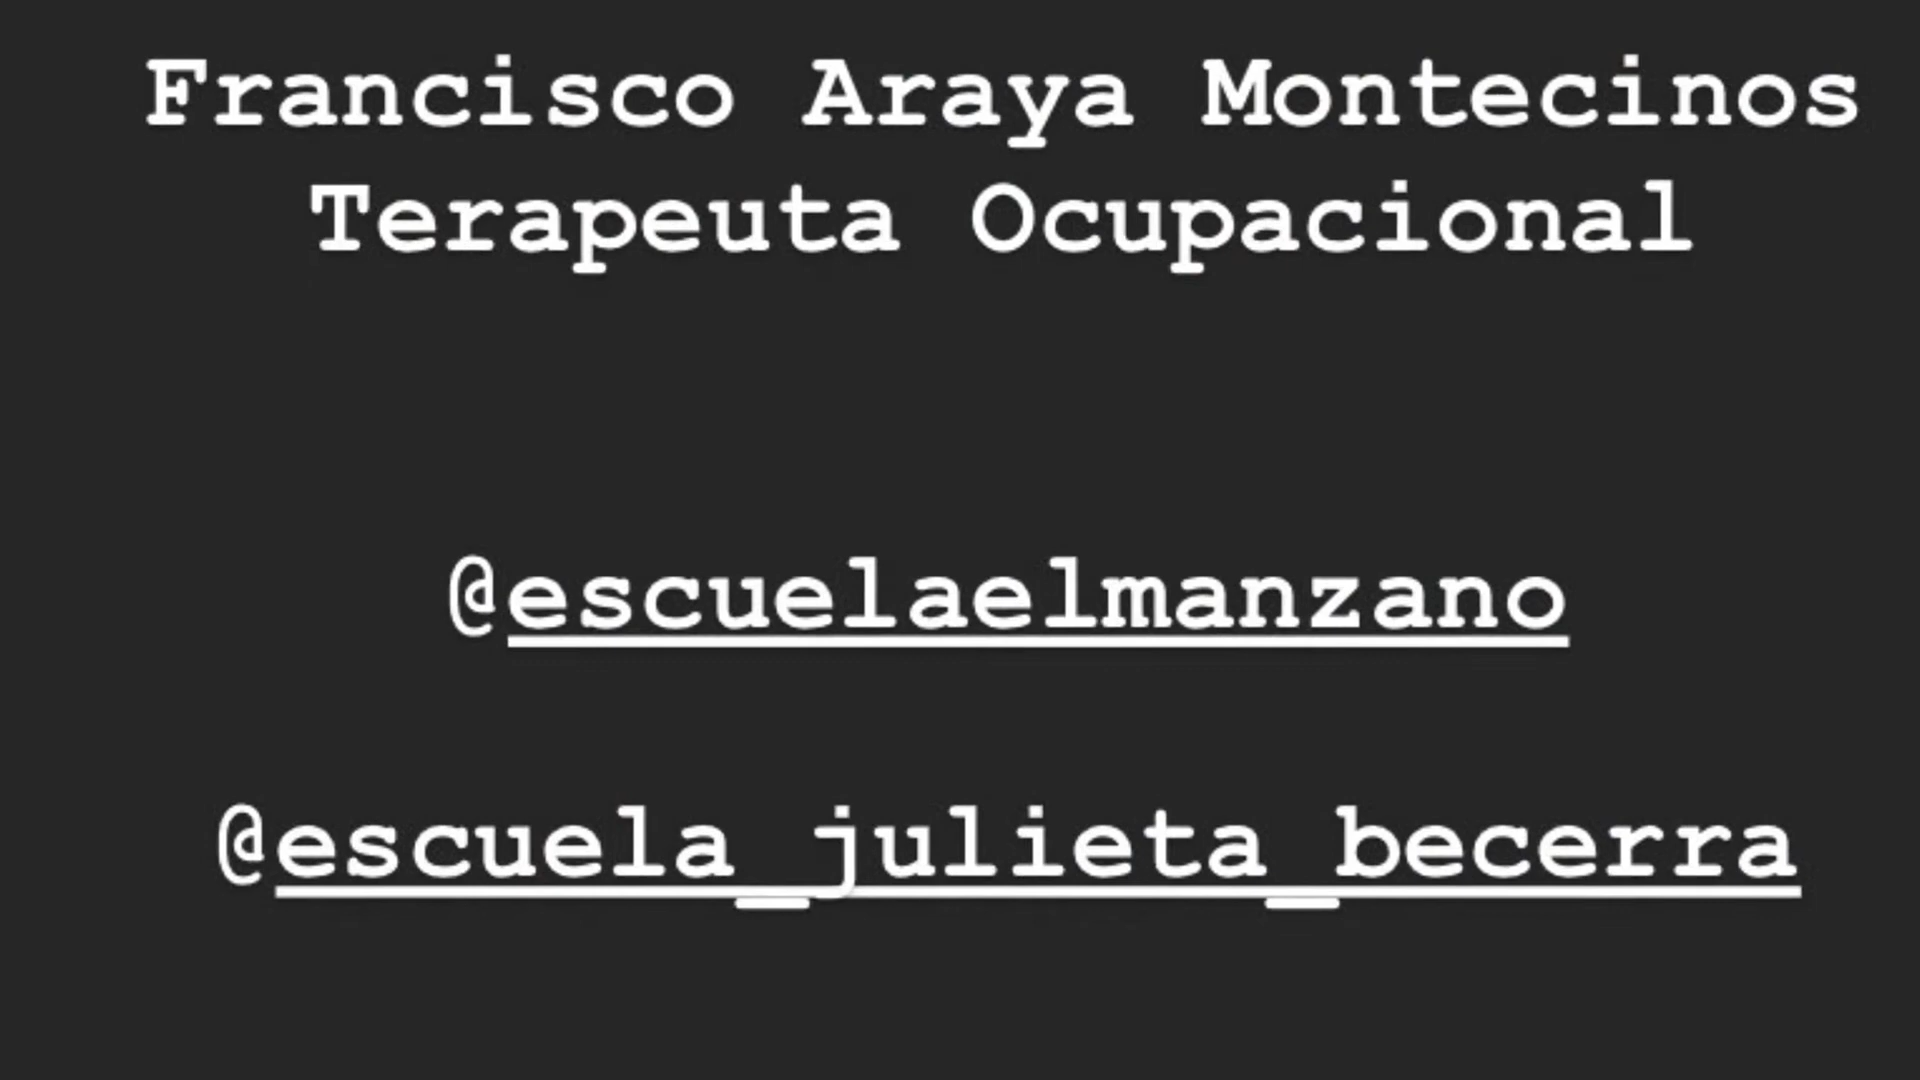 Francisco Araya Montecinos
Terapeuta Ocupacional
@escuelaelmanzano
@escuela_julieta_becerra